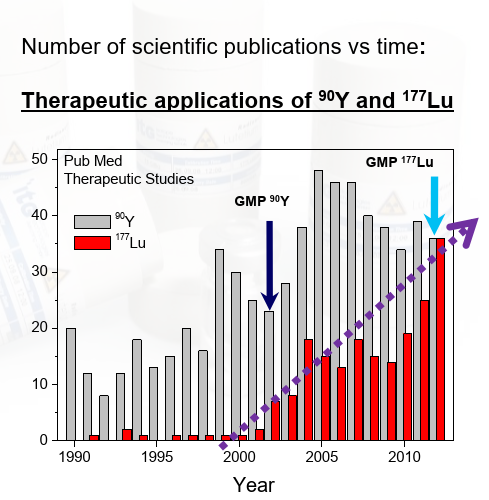 Number of scientific publications vs time:
Therapeutic applications of ⁹⁰Y and ¹⁷⁷Lu
Pub Med
Therapeutic Studies
⁹⁰Y
¹⁷⁷Lu
GMP ⁹⁰Y
GMP ¹⁷⁷Lu
50
40
30
20
10
0
1990 1995 2000 2005 2010
Year